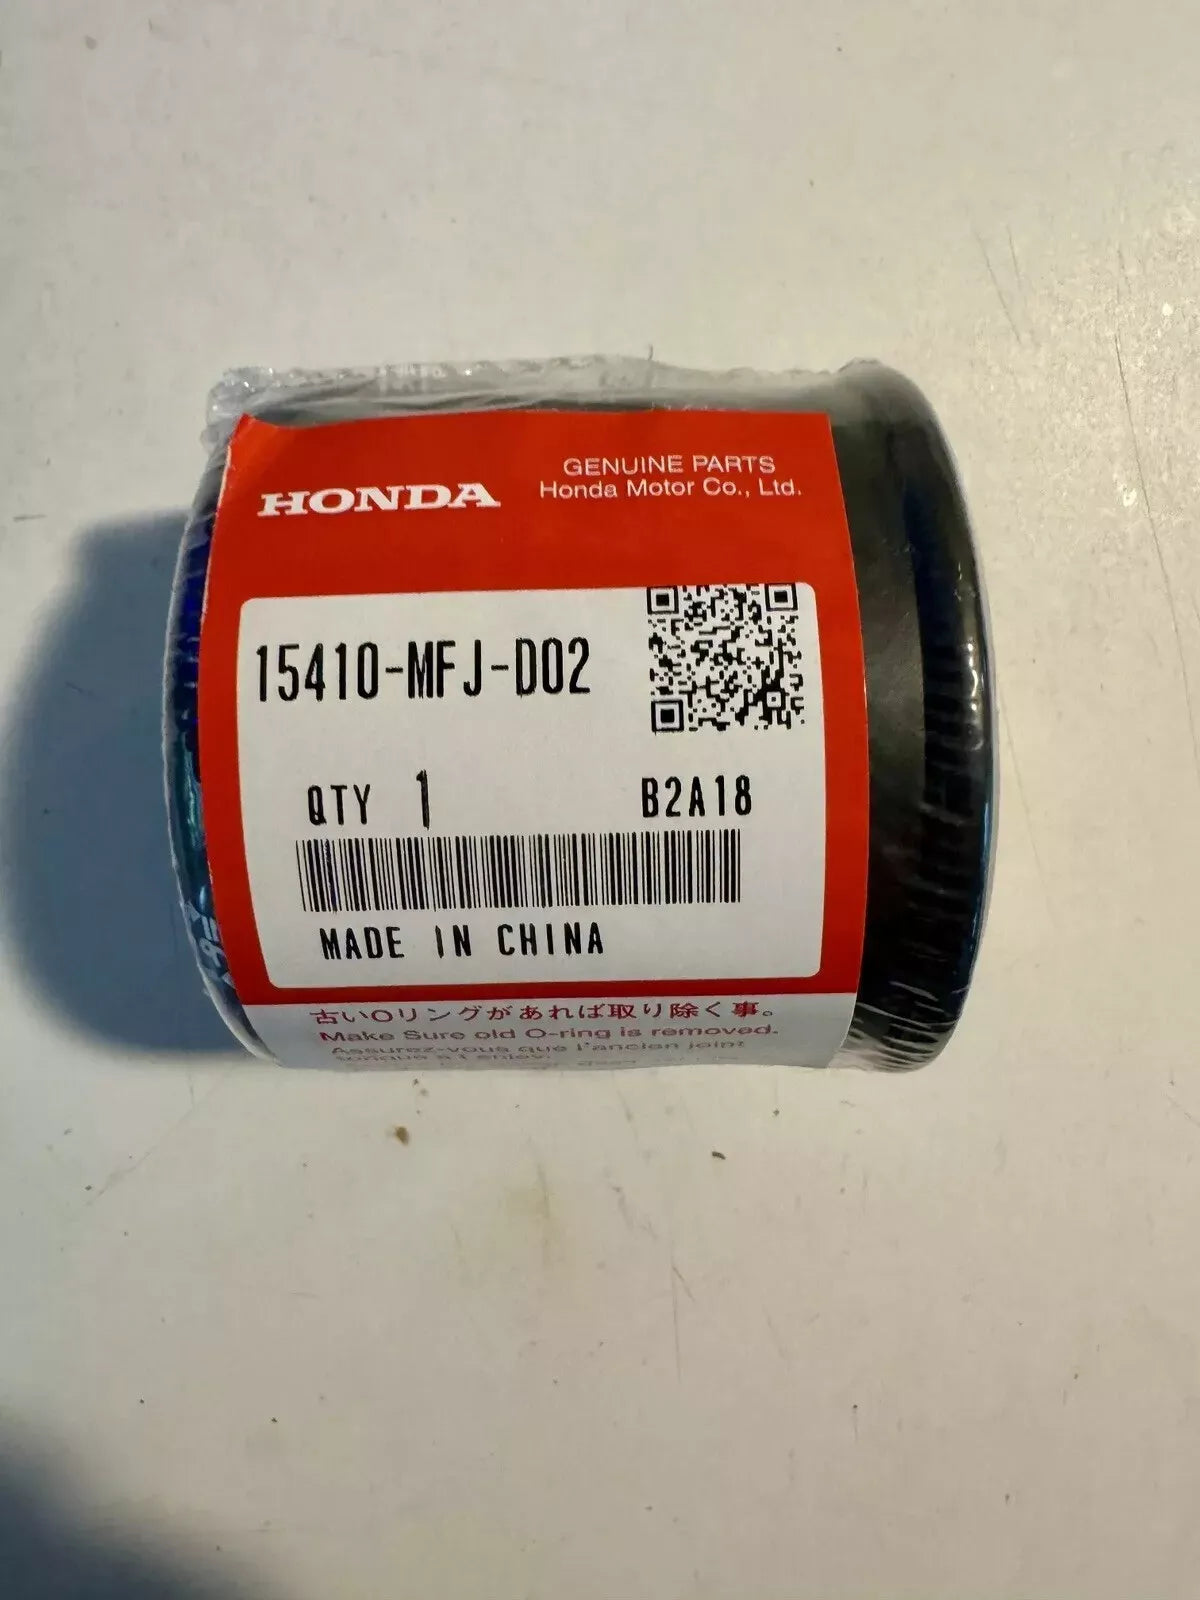 HONDA
GENUINE PARTS
Honda Motor Co., Ltd.
15410-MFJ-D02
QTY 1
B2A18
MADE IN CHINA
古いOリングがあれば取り除く事。
Make Sure old O-ring is removed.
Assurez-vous que l'ancien joint
torique a t enlev.